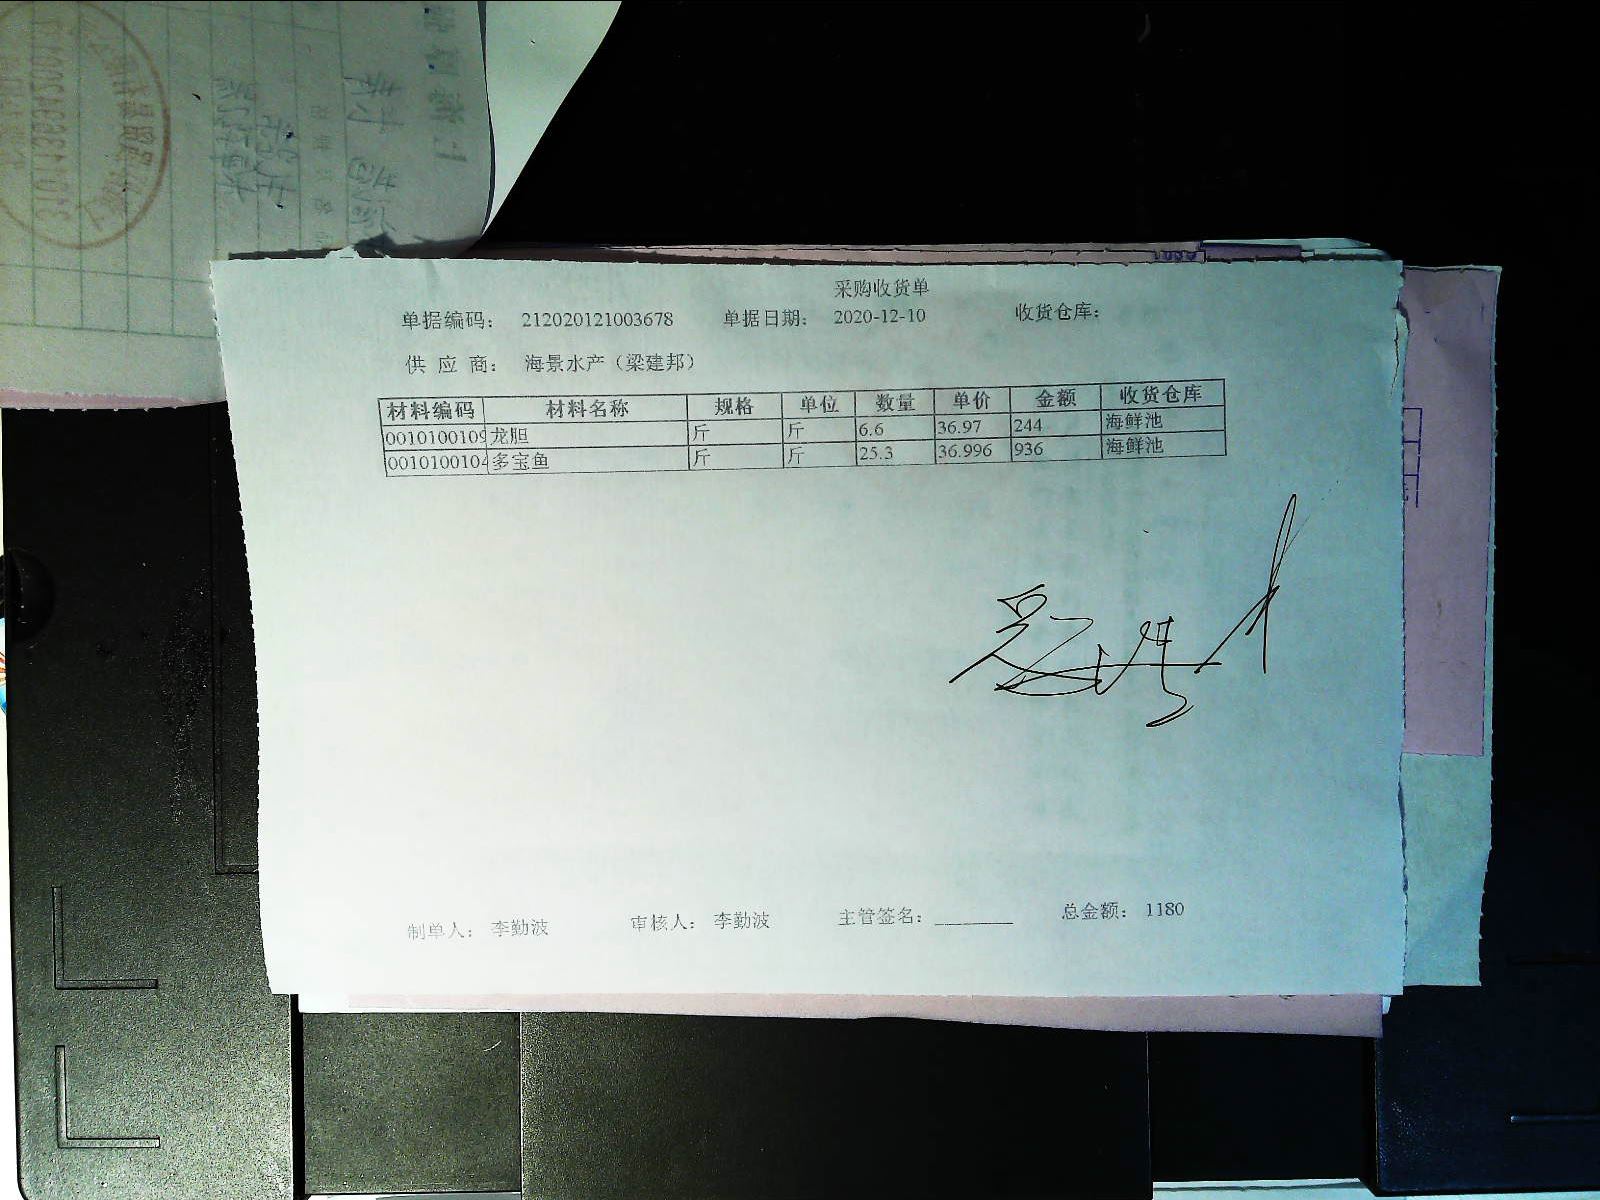 采购收货单
单据编码： 212020121003678 单据日期： 2020-12-10 收货仓库：
供 应 商： 海景水产（梁建邦）
材料编码 材料名称 规格 单位 数量 单价 金额 收货仓库
0010100109 龙胆 斤 斤 6.6 36.97 244 海鲜池
0010100104 多宝鱼 斤 斤 25.3 36.996 936 海鲜池
制单人： 李勤波 审核人： 李勤波 主管签名： 总金额： 1180